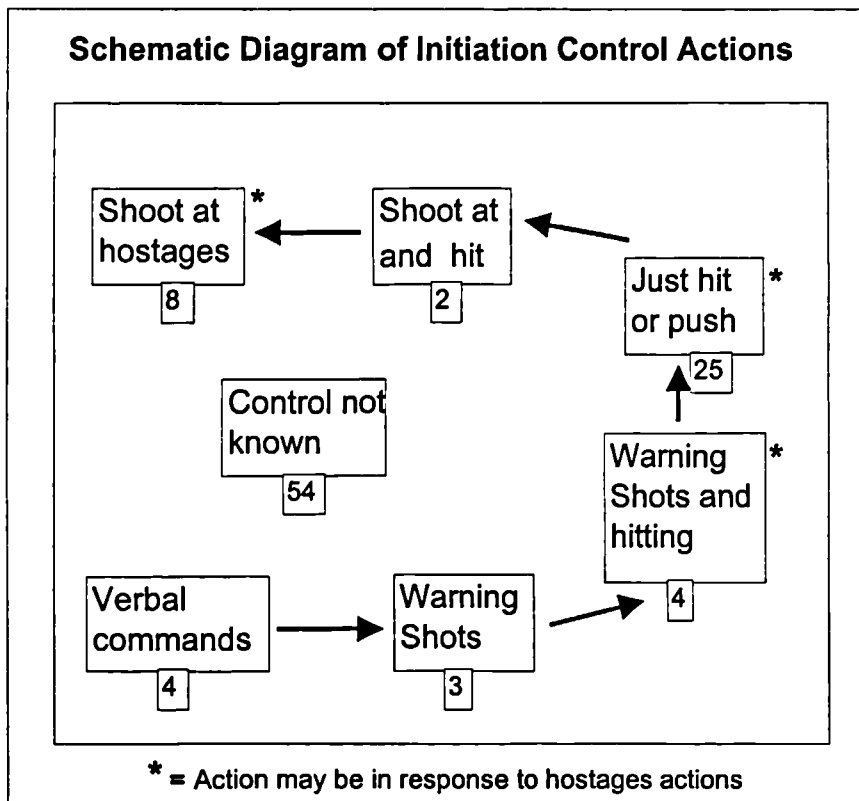 Schematic Diagram of Initiation Control Actions
Shoot at
hostages
*
8
Shoot at
and hit
2
Just hit
or push
*
25
Control not
known
54
Warning
Shots and
hitting
*
4
Verbal
commands
4
Warning
Shots
3
* = Action may be in response to hostages actions